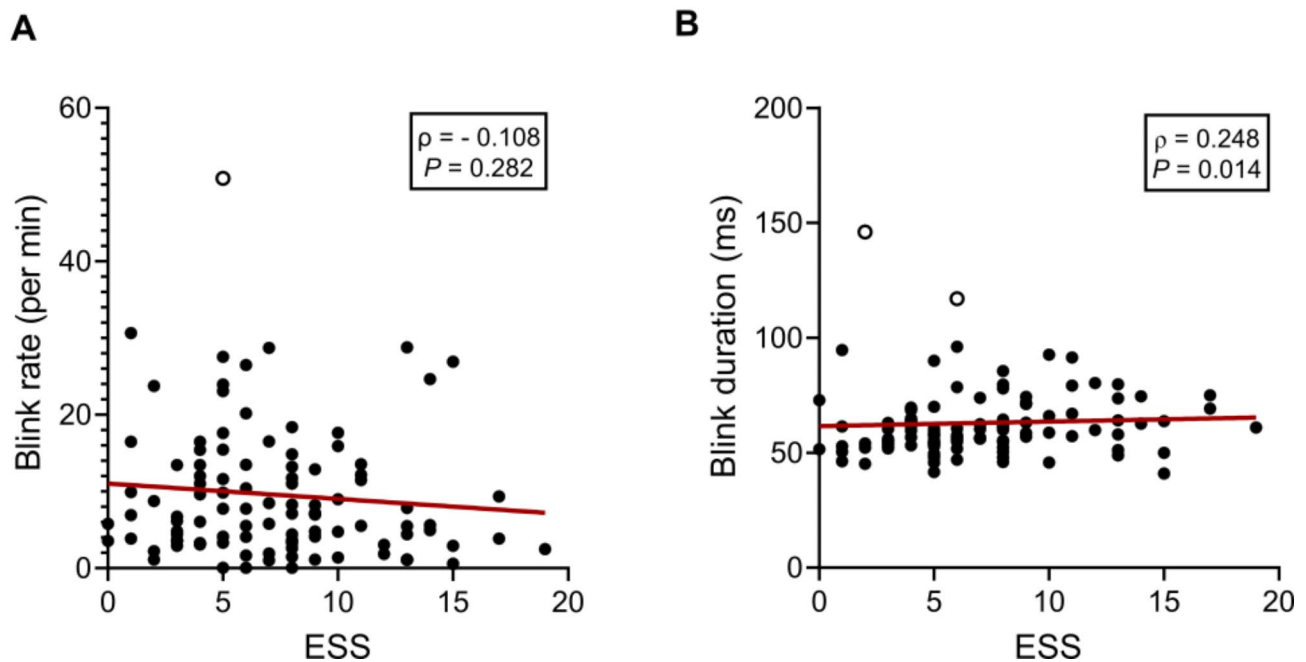 A
B
60
40
20
0
Blink rate (per min)
ρ = - 0.108
P = 0.282
0 5 10 15 20
ESS
200
150
100
50
0
Blink duration (ms)
ρ = 0.248
P = 0.014
0 5 10 15 20
ESS